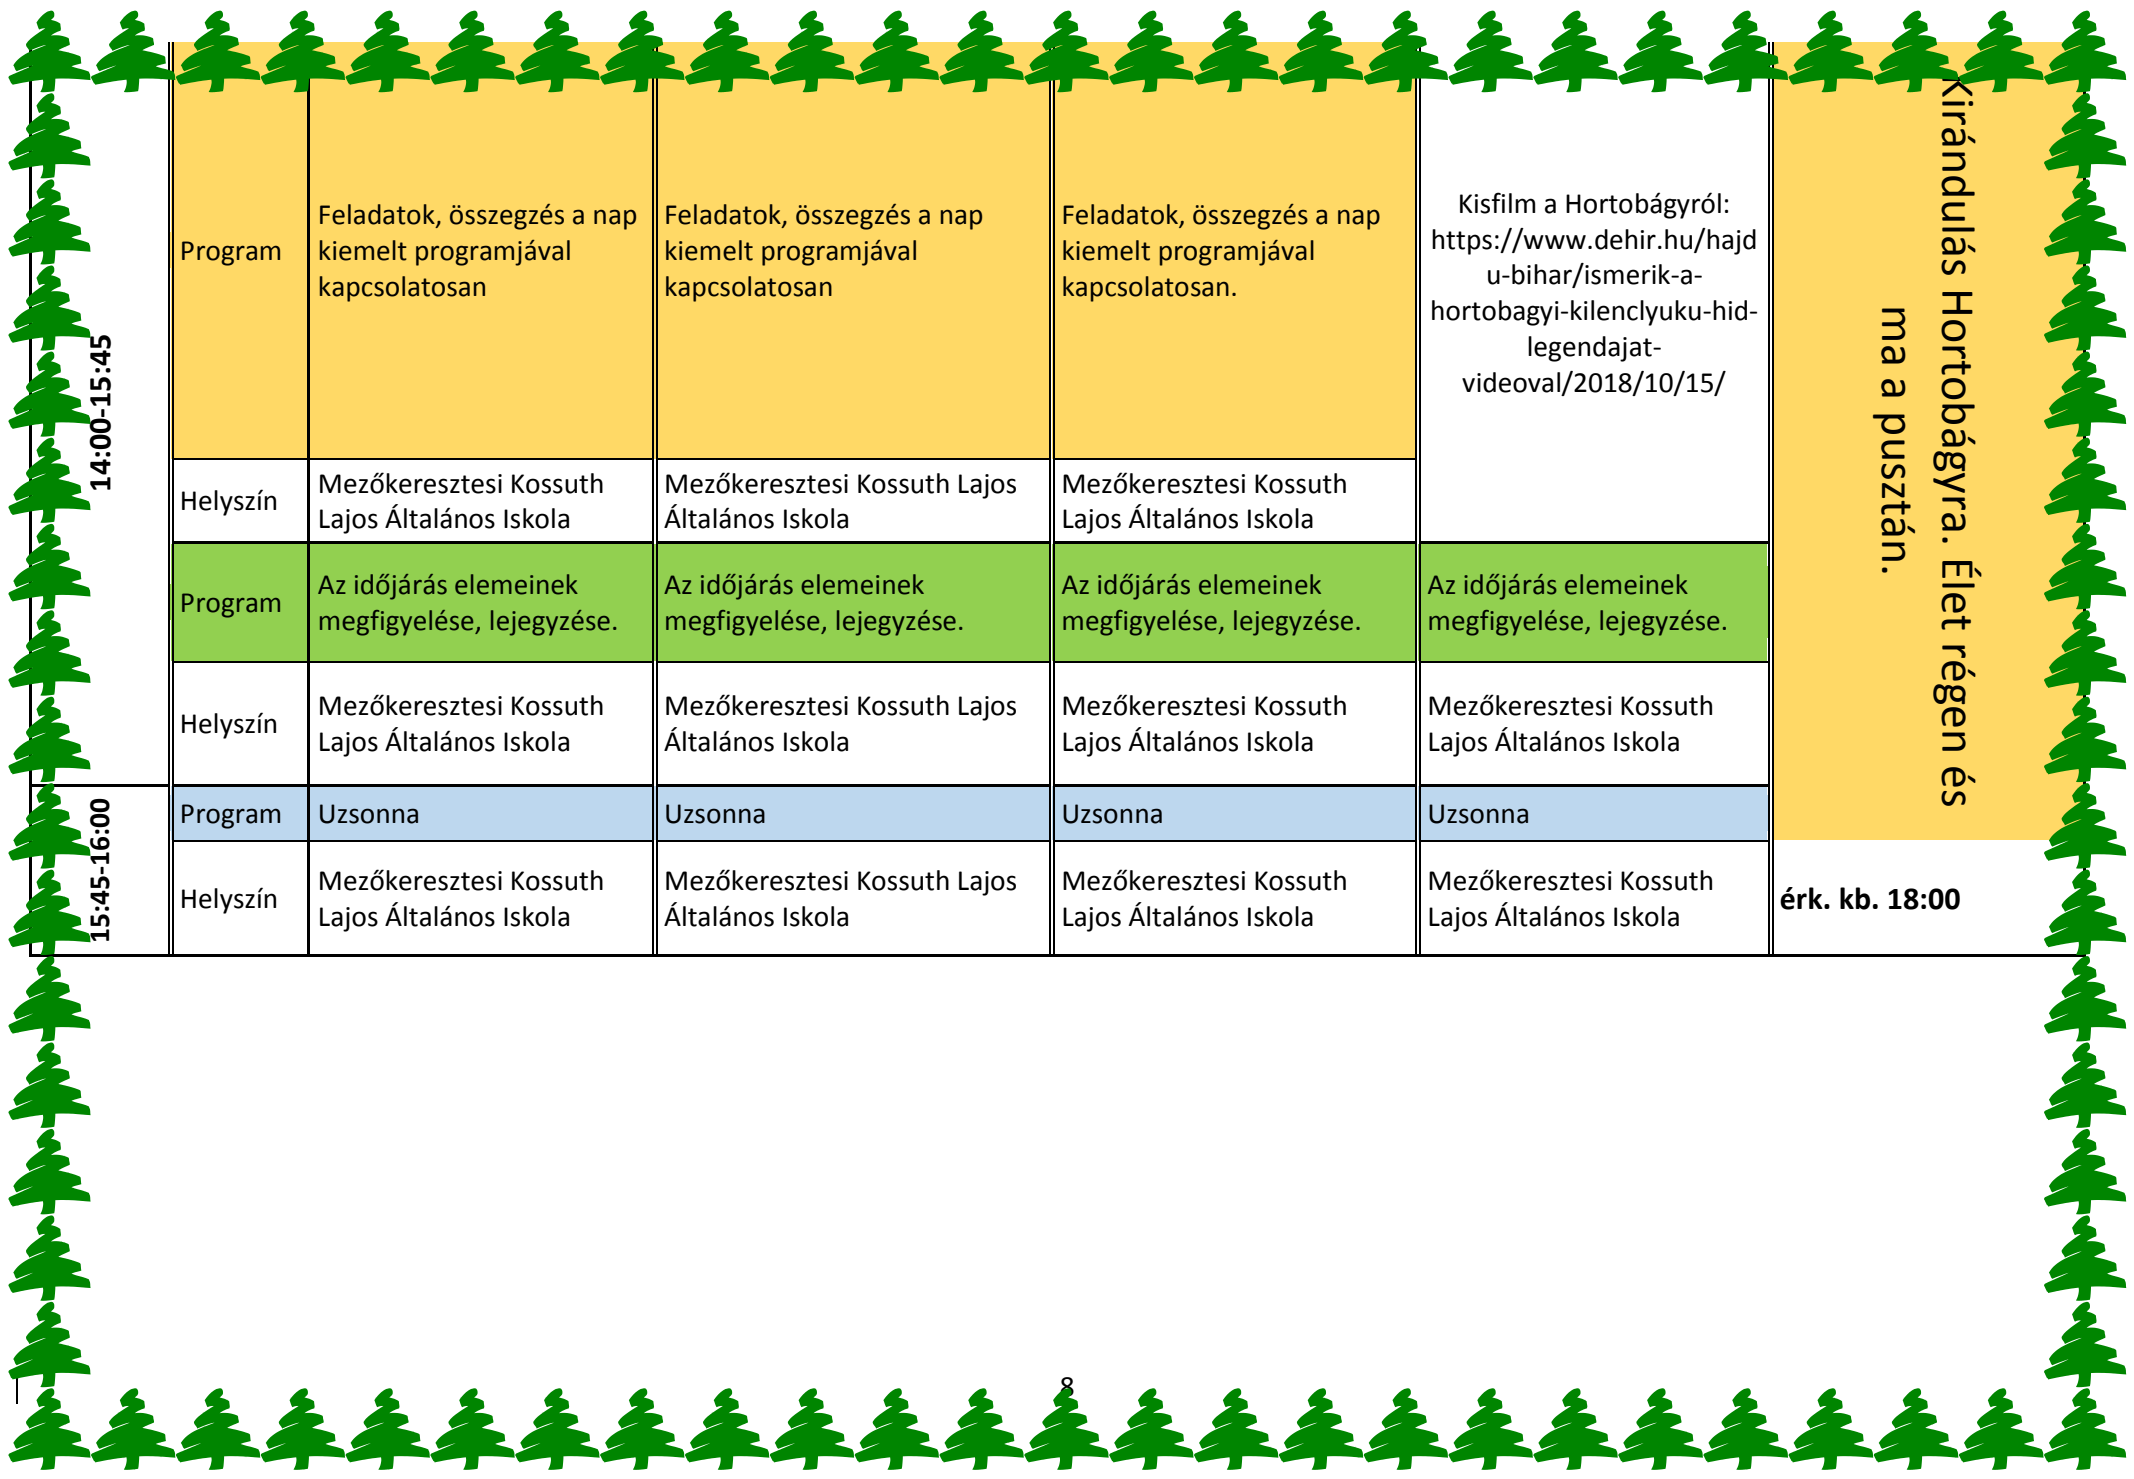 14:00-15:45
Program
Feladatok, összegzés a nap
kiemelt programjával
kapcsolatosan
Feladatok, összegzés a nap
kiemelt programjával
kapcsolatosan
Feladatok, összegzés a nap
kiemelt programjával
kapcsolatosan.
Kisfilm a Hortobágyról:
https://www.dehir.hu/hajd
u-bihar/ismerik-a-
hortobagyi-kilenclyuku-hid-
legendajat-
videoval/2018/10/15/
Kirándulás Hortobágyra. Élet régen és
ma a pusztán.
Helyszín
Mezőkeresztesi Kossuth
Lajos Általános Iskola
Mezőkeresztesi Kossuth Lajos
Általános Iskola
Mezőkeresztesi Kossuth
Lajos Általános Iskola
Program
Az időjárás elemeinek
megfigyelése, lejegyzése.
Az időjárás elemeinek
megfigyelése, lejegyzése.
Az időjárás elemeinek
megfigyelése, lejegyzése.
Az időjárás elemeinek
megfigyelése, lejegyzése.
Helyszín
Mezőkeresztesi Kossuth
Lajos Általános Iskola
Mezőkeresztesi Kossuth Lajos
Általános Iskola
Mezőkeresztesi Kossuth
Lajos Általános Iskola
Mezőkeresztesi Kossuth
Lajos Általános Iskola
15:45-16:00
Program
Uzsonna
Uzsonna
Uzsonna
Uzsonna
Helyszín
Mezőkeresztesi Kossuth
Lajos Általános Iskola
Mezőkeresztesi Kossuth Lajos
Általános Iskola
Mezőkeresztesi Kossuth
Lajos Általános Iskola
Mezőkeresztesi Kossuth
Lajos Általános Iskola
érk. kb. 18:00
8